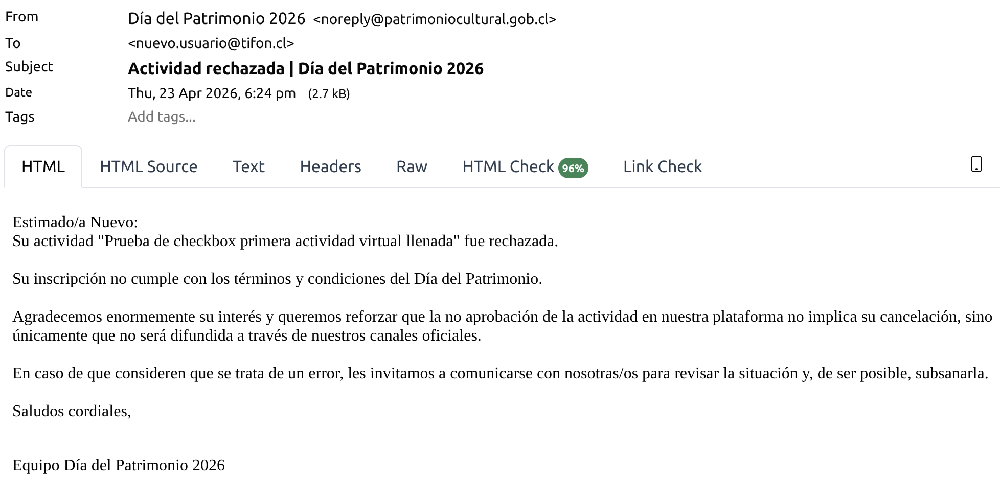 From Día del Patrimonio 2026 <noreply@patrimoniocultural.gob.cl>
To <nuevo.usuario@tifon.cl>
Subject Actividad rechazada | Día del Patrimonio 2026
Date Thu, 23 Apr 2026, 6:24 pm (2.7 kB)
Tags Add tags...
HTML HTML Source Text Headers Raw HTML Check 96% Link Check
Estimado/a Nuevo:
Su actividad "Prueba de checkbox primera actividad virtual llenada" fue rechazada.
Su inscripción no cumple con los términos y condiciones del Día del Patrimonio.
Agradecemos enormemente su interés y queremos reforzar que la no aprobación de la actividad en nuestra plataforma no implica su cancelación, sino
únicamente que no será difundida a través de nuestros canales oficiales.
En caso de que consideren que se trata de un error, les invitamos a comunicarse con nosotras/os para revisar la situación y, de ser posible, subsanarla.
Saludos cordiales,
Equipo Día del Patrimonio 2026